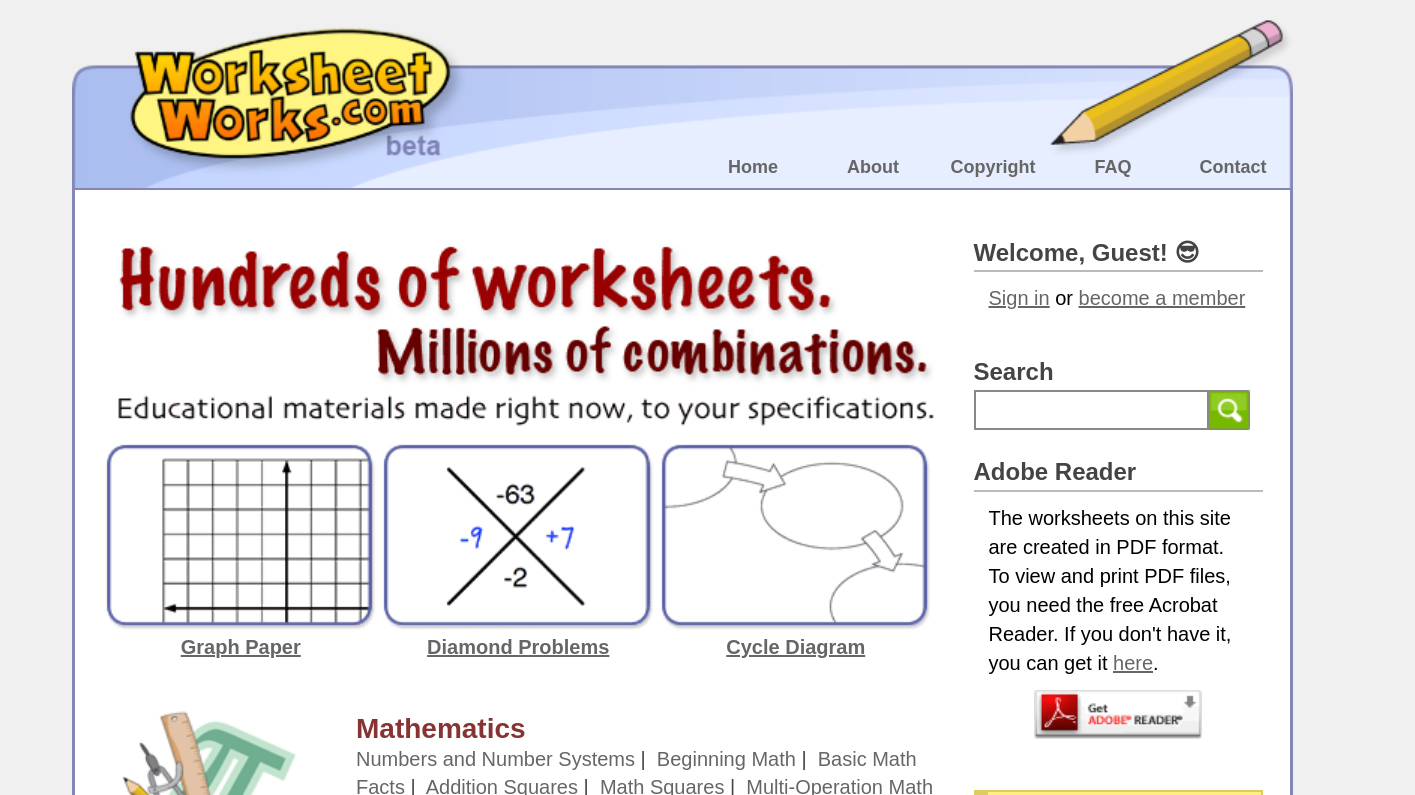 Worksheet
Works.com
beta
Home About Copyright FAQ Contact
Hundreds of worksheets.
Millions of combinations.
Educational materials made right now, to your specifications.
-63
-9 +7
-2
Graph Paper Diamond Problems Cycle Diagram
Mathematics
Numbers and Number Systems | Beginning Math | Basic Math
Facts | Addition Squares | Math Squares | Multi-Operation Math
Welcome, Guest! 😎
Sign in or become a member
Search
Adobe Reader
The worksheets on this site
are created in PDF format.
To view and print PDF files,
you need the free Acrobat
Reader. If you don't have it,
you can get it here.
Get
ADOBE® READER®